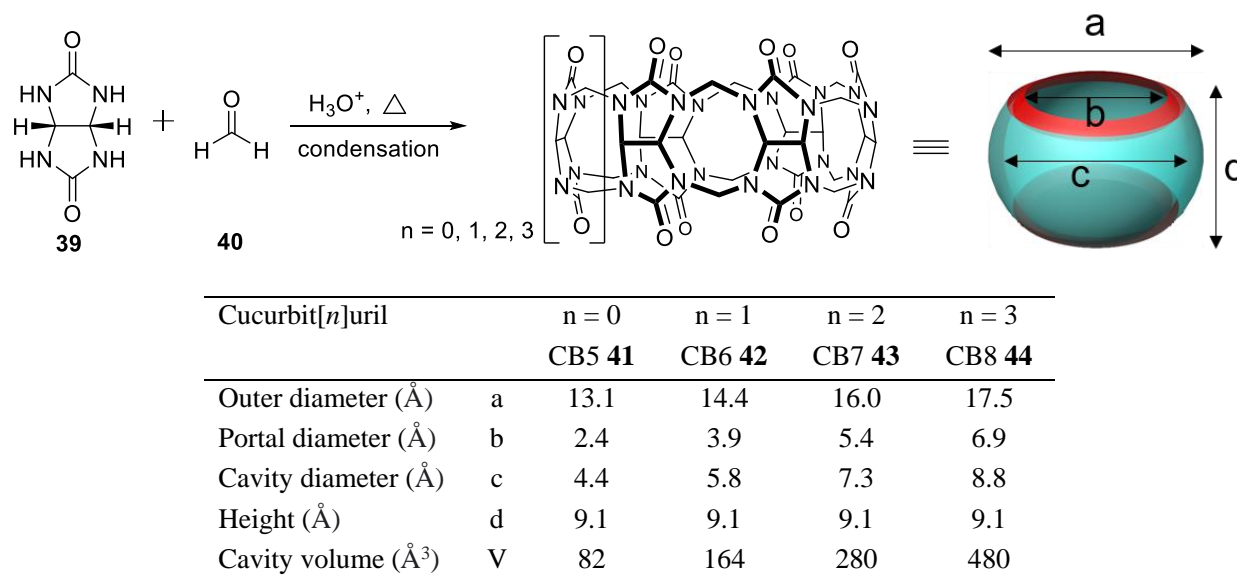 O
HN NH
H H
HN NH
O
39
+
O
H H
40
H₃O⁺, △
condensation
n = 0, 1, 2, 3
O O O O O O
N N N N N N N N N N
N N N N N N N N N N
O O O O O O
a
b
c
d
Cucurbit[n]uril n = 0 n = 1 n = 2 n = 3
CB5 41 CB6 42 CB7 43 CB8 44
Outer diameter (Å) a 13.1 14.4 16.0 17.5
Portal diameter (Å) b 2.4 3.9 5.4 6.9
Cavity diameter (Å) c 4.4 5.8 7.3 8.8
Height (Å) d 9.1 9.1 9.1 9.1
Cavity volume (Å³) V 82 164 280 480